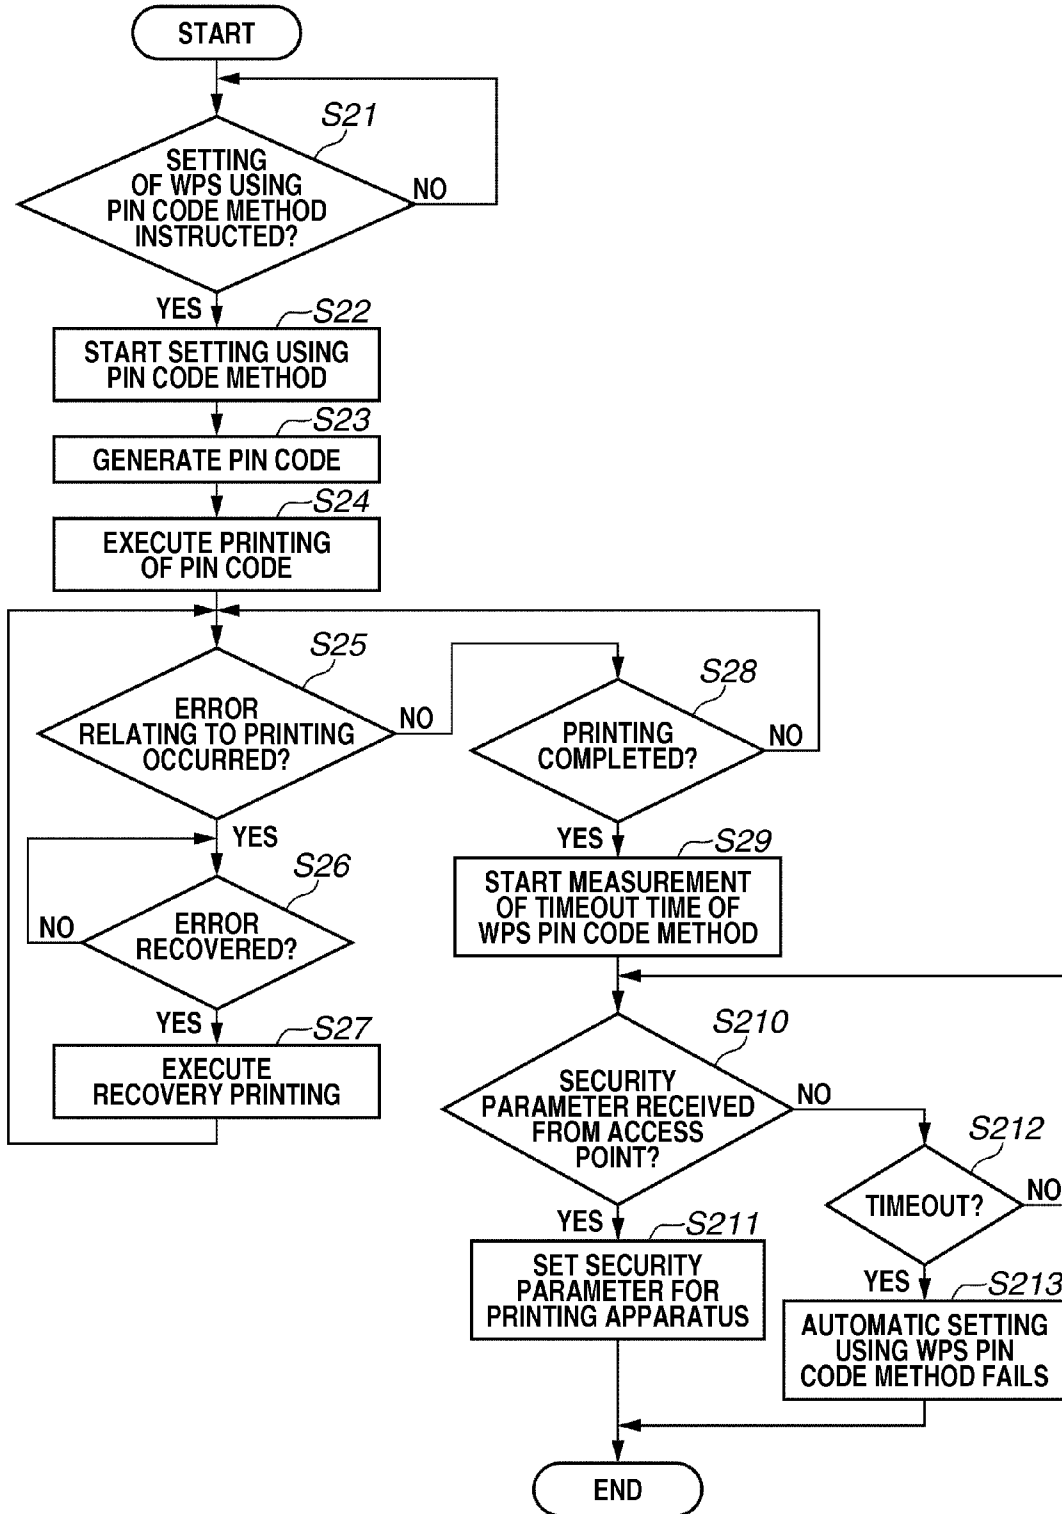 START
S21
SETTING
OF WPS USING
PIN CODE METHOD
INSTRUCTED?
NO
YES
S22
START SETTING USING
PIN CODE METHOD
S23
GENERATE PIN CODE
S24
EXECUTE PRINTING
OF PIN CODE
S25
ERROR
RELATING TO PRINTING
OCCURRED?
NO
YES
S26
ERROR
RECOVERED?
NO
YES
S27
EXECUTE
RECOVERY PRINTING
S28
PRINTING
COMPLETED?
NO
YES
S29
START MEASUREMENT
OF TIMEOUT TIME OF
WPS PIN CODE METHOD
S210
SECURITY
PARAMETER RECEIVED
FROM ACCESS
POINT?
NO
YES
S211
SET SECURITY
PARAMETER FOR
PRINTING APPARATUS
S212
TIMEOUT?
NO
YES
S213
AUTOMATIC SETTING
USING WPS PIN
CODE METHOD FAILS
END